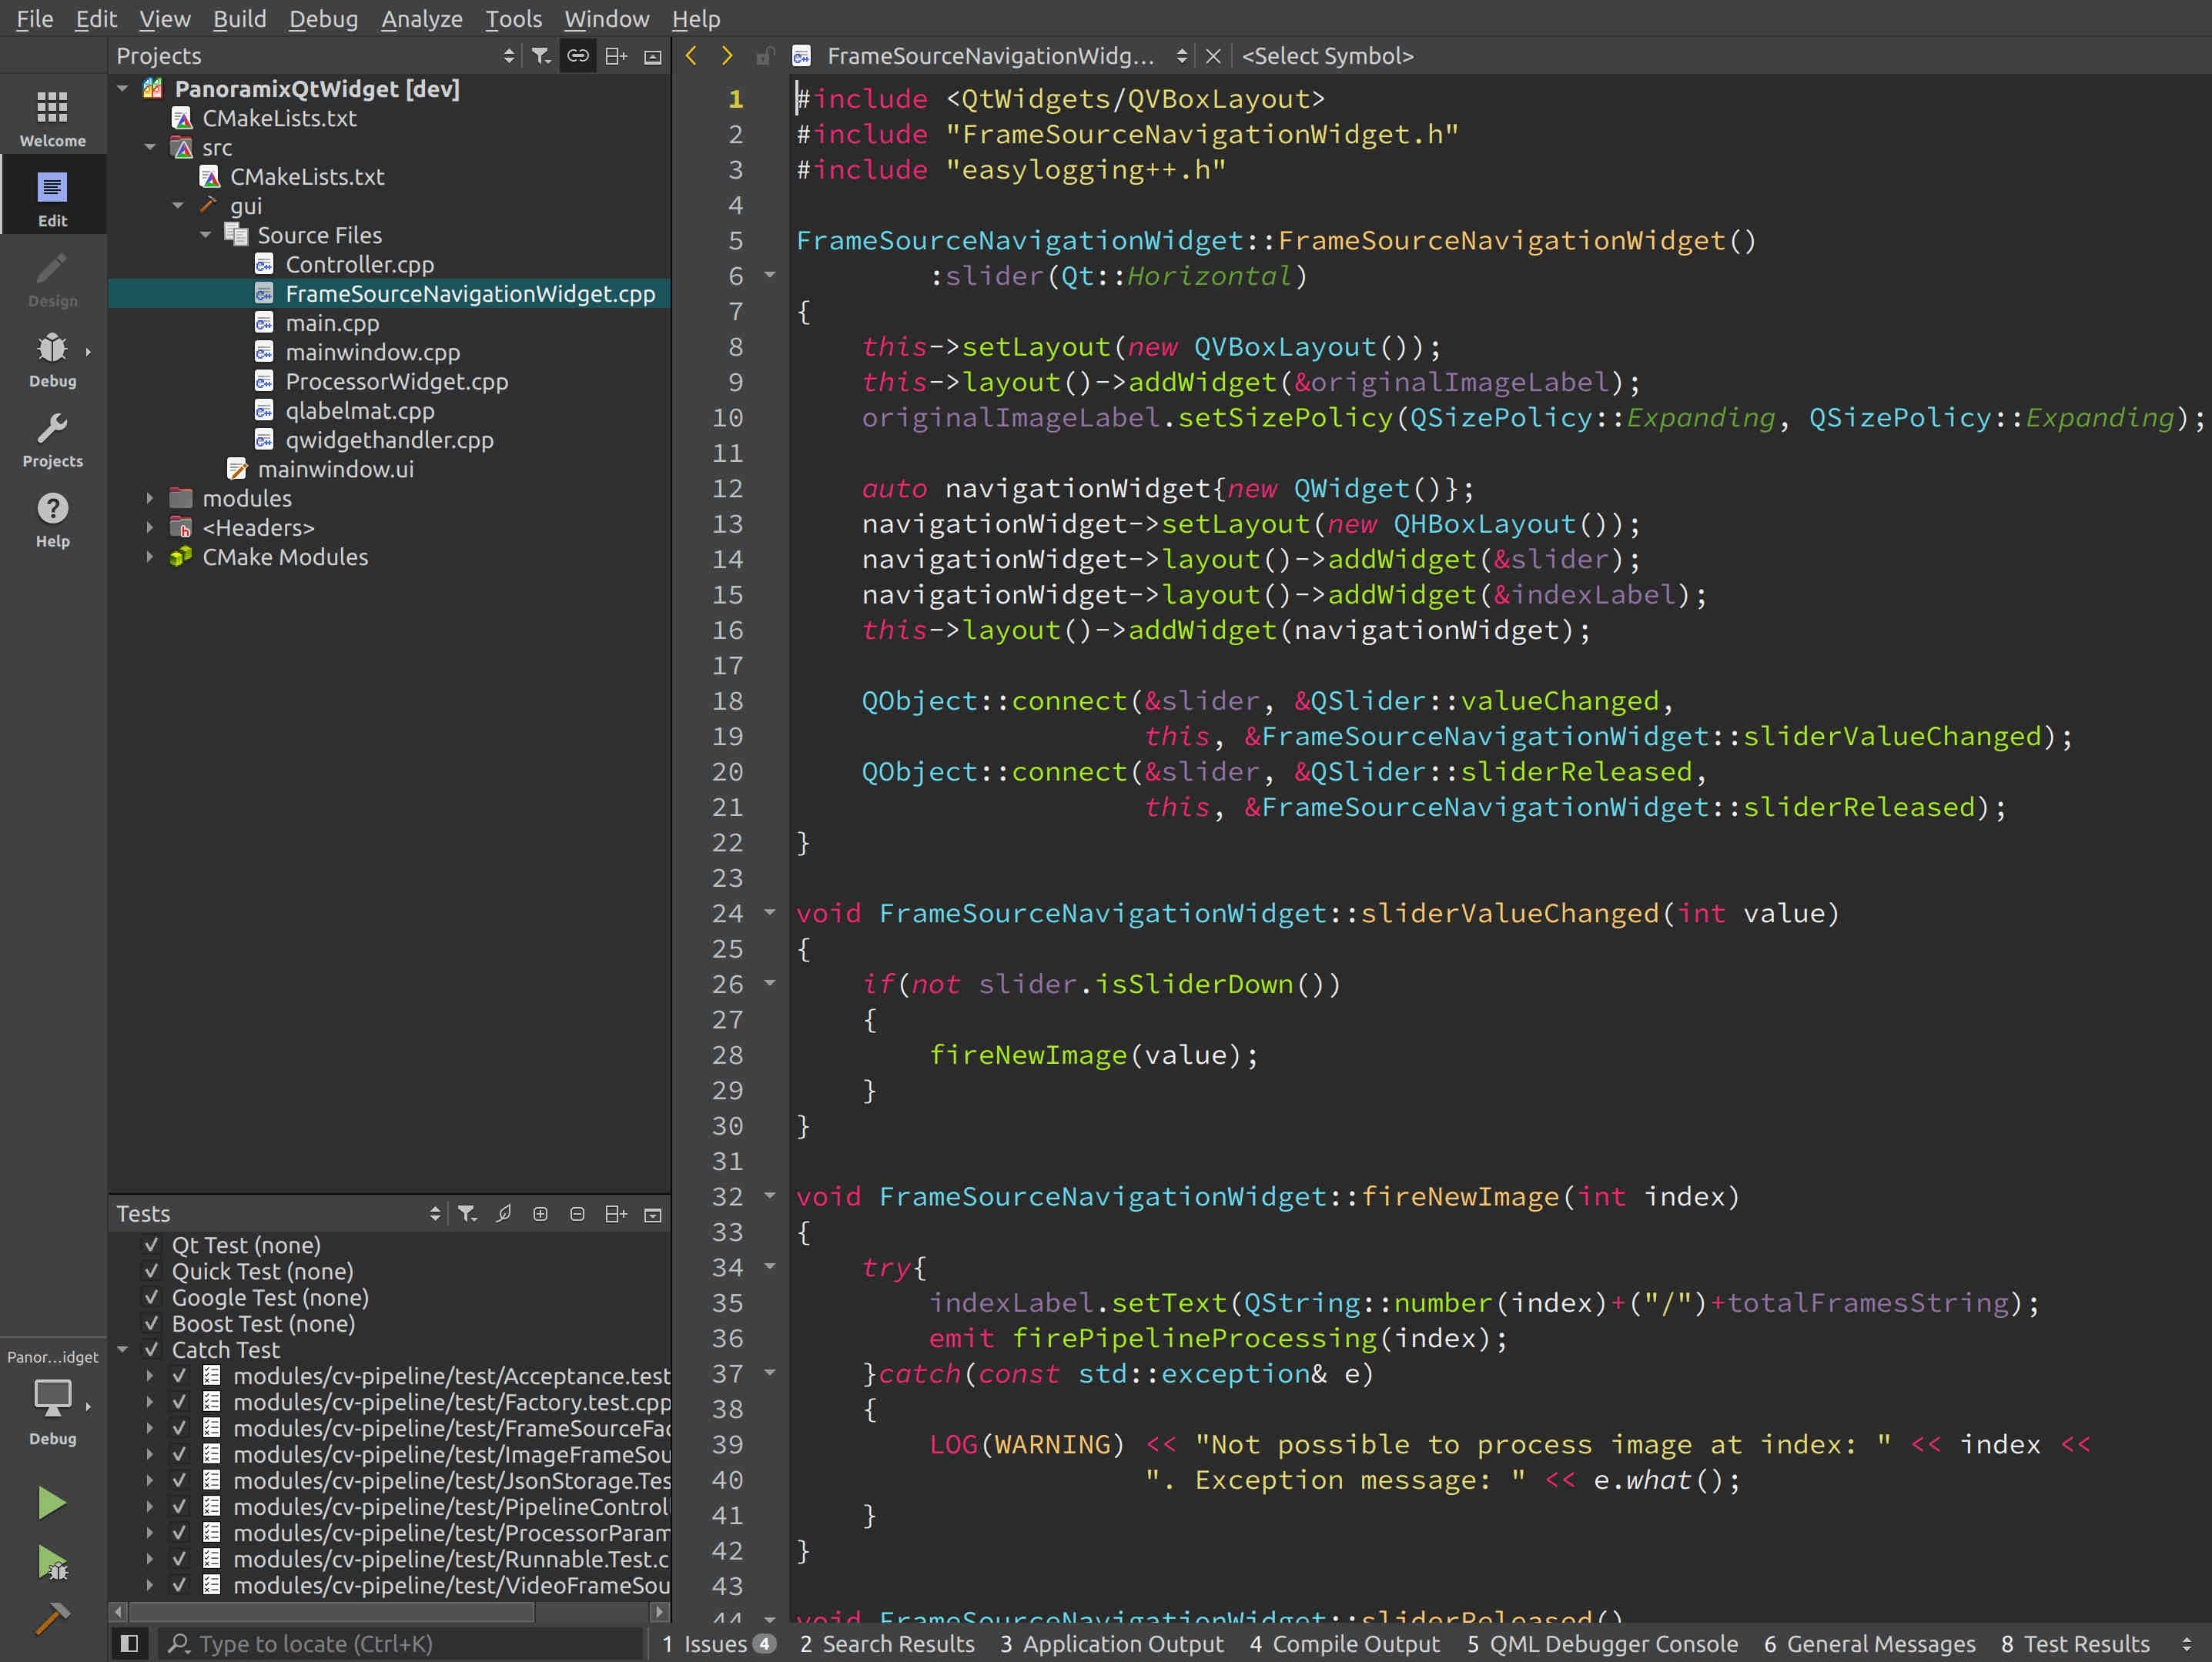 File Edit View Build Debug Analyze Tools Window Help
Projects
FrameSourceNavigationWidg... <Select Symbol>
Welcome
Edit
Design
Debug
Projects
Help
PanoramixQtWidget [dev]
CMakeLists.txt
src
CMakeLists.txt
gui
Source Files
Controller.cpp
FrameSourceNavigationWidget.cpp
main.cpp
mainwindow.cpp
ProcessorWidget.cpp
qlabelmat.cpp
qwidgethandler.cpp
mainwindow.ui
modules
<Headers>
CMake Modules
Tests
Qt Test (none)
Quick Test (none)
Google Test (none)
Boost Test (none)
Catch Test
modules/cv-pipeline/test/Acceptance.test
modules/cv-pipeline/test/Factory.test.cpp
modules/cv-pipeline/test/FrameSourceFac
modules/cv-pipeline/test/ImageFrameSou
modules/cv-pipeline/test/JsonStorage.Tes
modules/cv-pipeline/test/PipelineControl
modules/cv-pipeline/test/ProcessorParam
modules/cv-pipeline/test/Runnable.Test.c
modules/cv-pipeline/test/VideoFrameSou
Panor...idget
Debug
1 #include <QtWidgets/QVBoxLayout>
2 #include "FrameSourceNavigationWidget.h"
3 #include "easylogging++.h"
4
5 FrameSourceNavigationWidget::FrameSourceNavigationWidget()
6 :slider(Qt::Horizontal)
7 {
8 this->setLayout(new QVBoxLayout());
9 this->layout()->addWidget(&originalImageLabel);
10 originalImageLabel.setSizePolicy(QSizePolicy::Expanding, QSizePolicy::Expanding);
11
12 auto navigationWidget{new QWidget()};
13 navigationWidget->setLayout(new QHBoxLayout());
14 navigationWidget->layout()->addWidget(&slider);
15 navigationWidget->layout()->addWidget(&indexLabel);
16 this->layout()->addWidget(navigationWidget);
17
18 QObject::connect(&slider, &QSlider::valueChanged,
19 this, &FrameSourceNavigationWidget::sliderValueChanged);
20 QObject::connect(&slider, &QSlider::sliderReleased,
21 this, &FrameSourceNavigationWidget::sliderReleased);
22 }
23
24 void FrameSourceNavigationWidget::sliderValueChanged(int value)
25 {
26 if(not slider.isSliderDown())
27 {
28 fireNewImage(value);
29 }
30 }
31
32 void FrameSourceNavigationWidget::fireNewImage(int index)
33 {
34 try{
35 indexLabel.setText(QString::number(index)+("/")+totalFramesString);
36 emit firePipelineProcessing(index);
37 }catch(const std::exception& e)
38 {
39 LOG(WARNING) << "Not possible to process image at index: " << index <<
40 ". Exception message: " << e.what();
41 }
42 }
43
44 void FrameSourceNavigationWidget::sliderReleased()
Type to locate (Ctrl+K) 1 Issues 4 2 Search Results 3 Application Output 4 Compile Output 5 QML Debugger Console 6 General Messages 8 Test Results